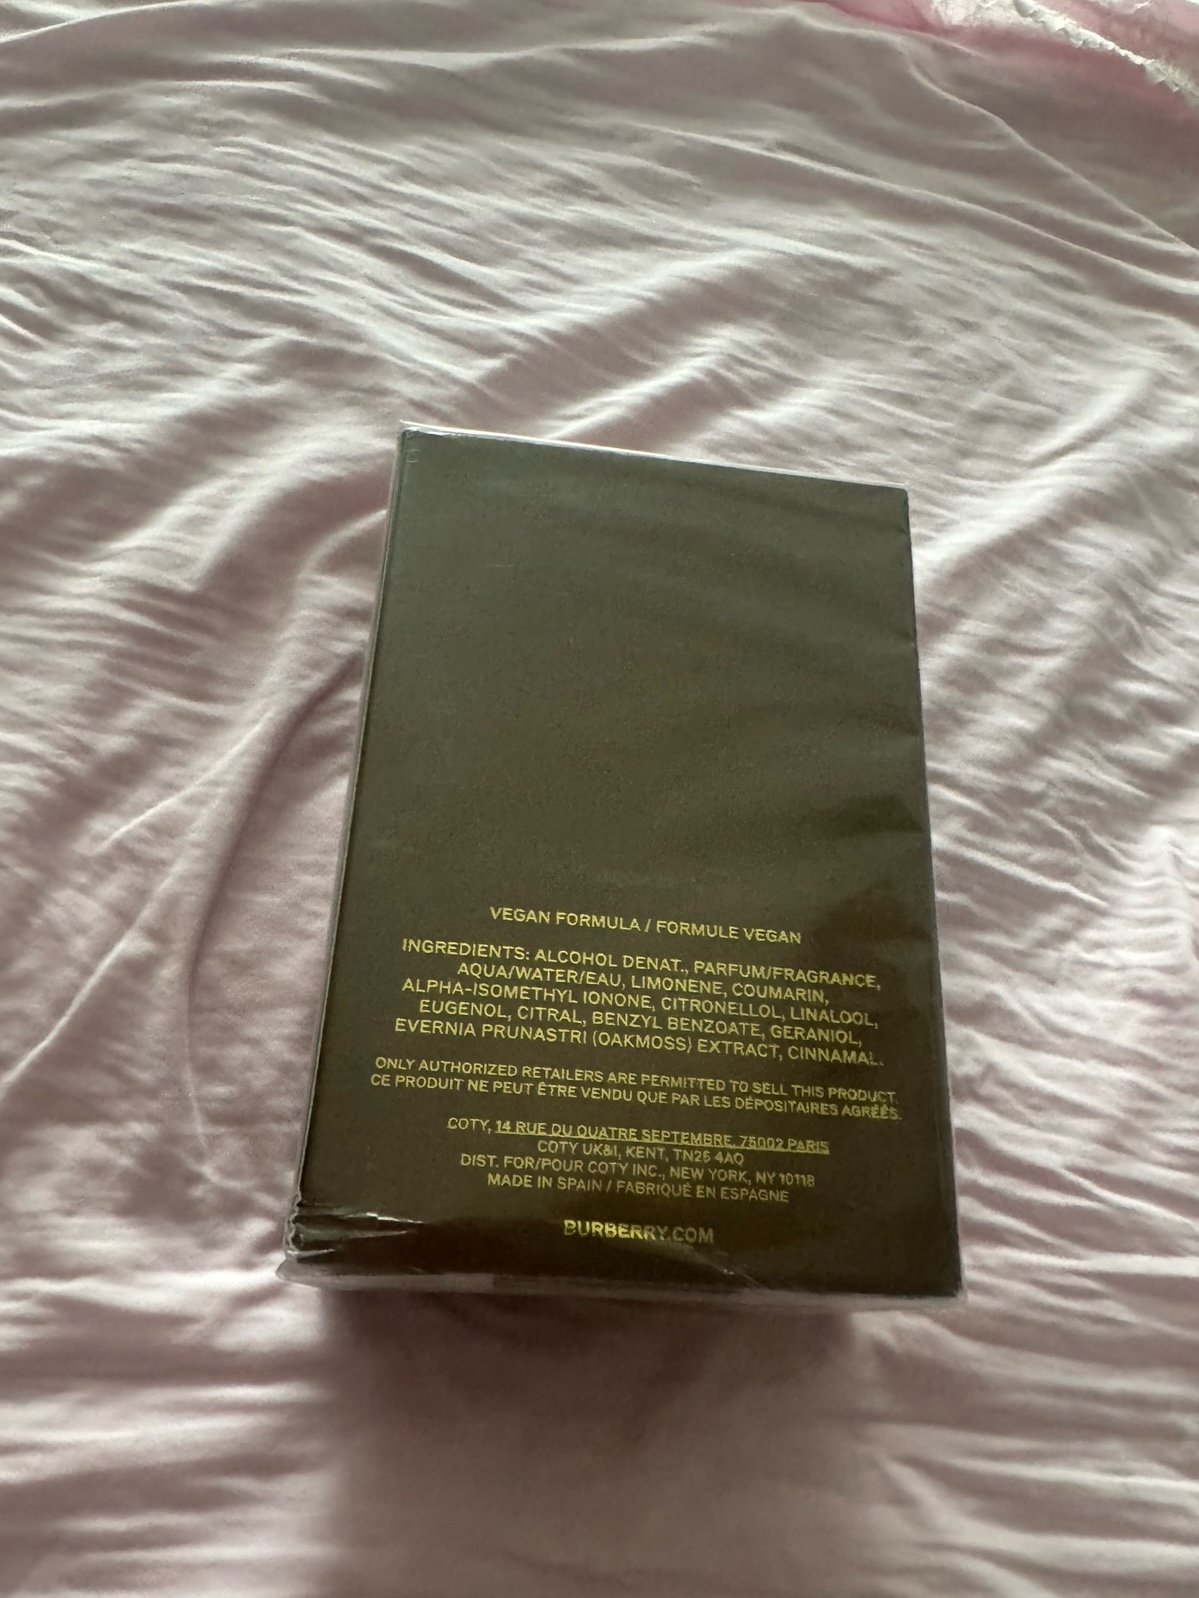 VEGAN FORMULA / FORMULE VEGAN
INGREDIENTS: ALCOHOL DENAT., PARFUM/FRAGRANCE,
AQUA/WATER/EAU, LIMONENE, COUMARIN,
ALPHA-ISOMETHYL IONONE, CITRONELLOL, LINALOOL,
EUGENOL, CITRAL, BENZYL BENZOATE, GERANIOL,
EVERNIA PRUNASTRI (OAKMOSS) EXTRACT, CINNAMAL.
ONLY AUTHORIZED RETAILERS ARE PERMITTED TO SELL THIS PRODUCT.
CE PRODUIT NE PEUT ÊTRE VENDU QUE PAR LES DÉPOSITAIRES AGRÉÉS.
COTY, 14 RUE DU QUATRE SEPTEMBRE, 75002 PARIS
COTY UK&I, KENT, TN25 4AQ
DIST. FOR/POUR COTY INC., NEW YORK, NY 10118
MADE IN SPAIN / FABRIQUÉ EN ESPAGNE
BURBERRY.COM